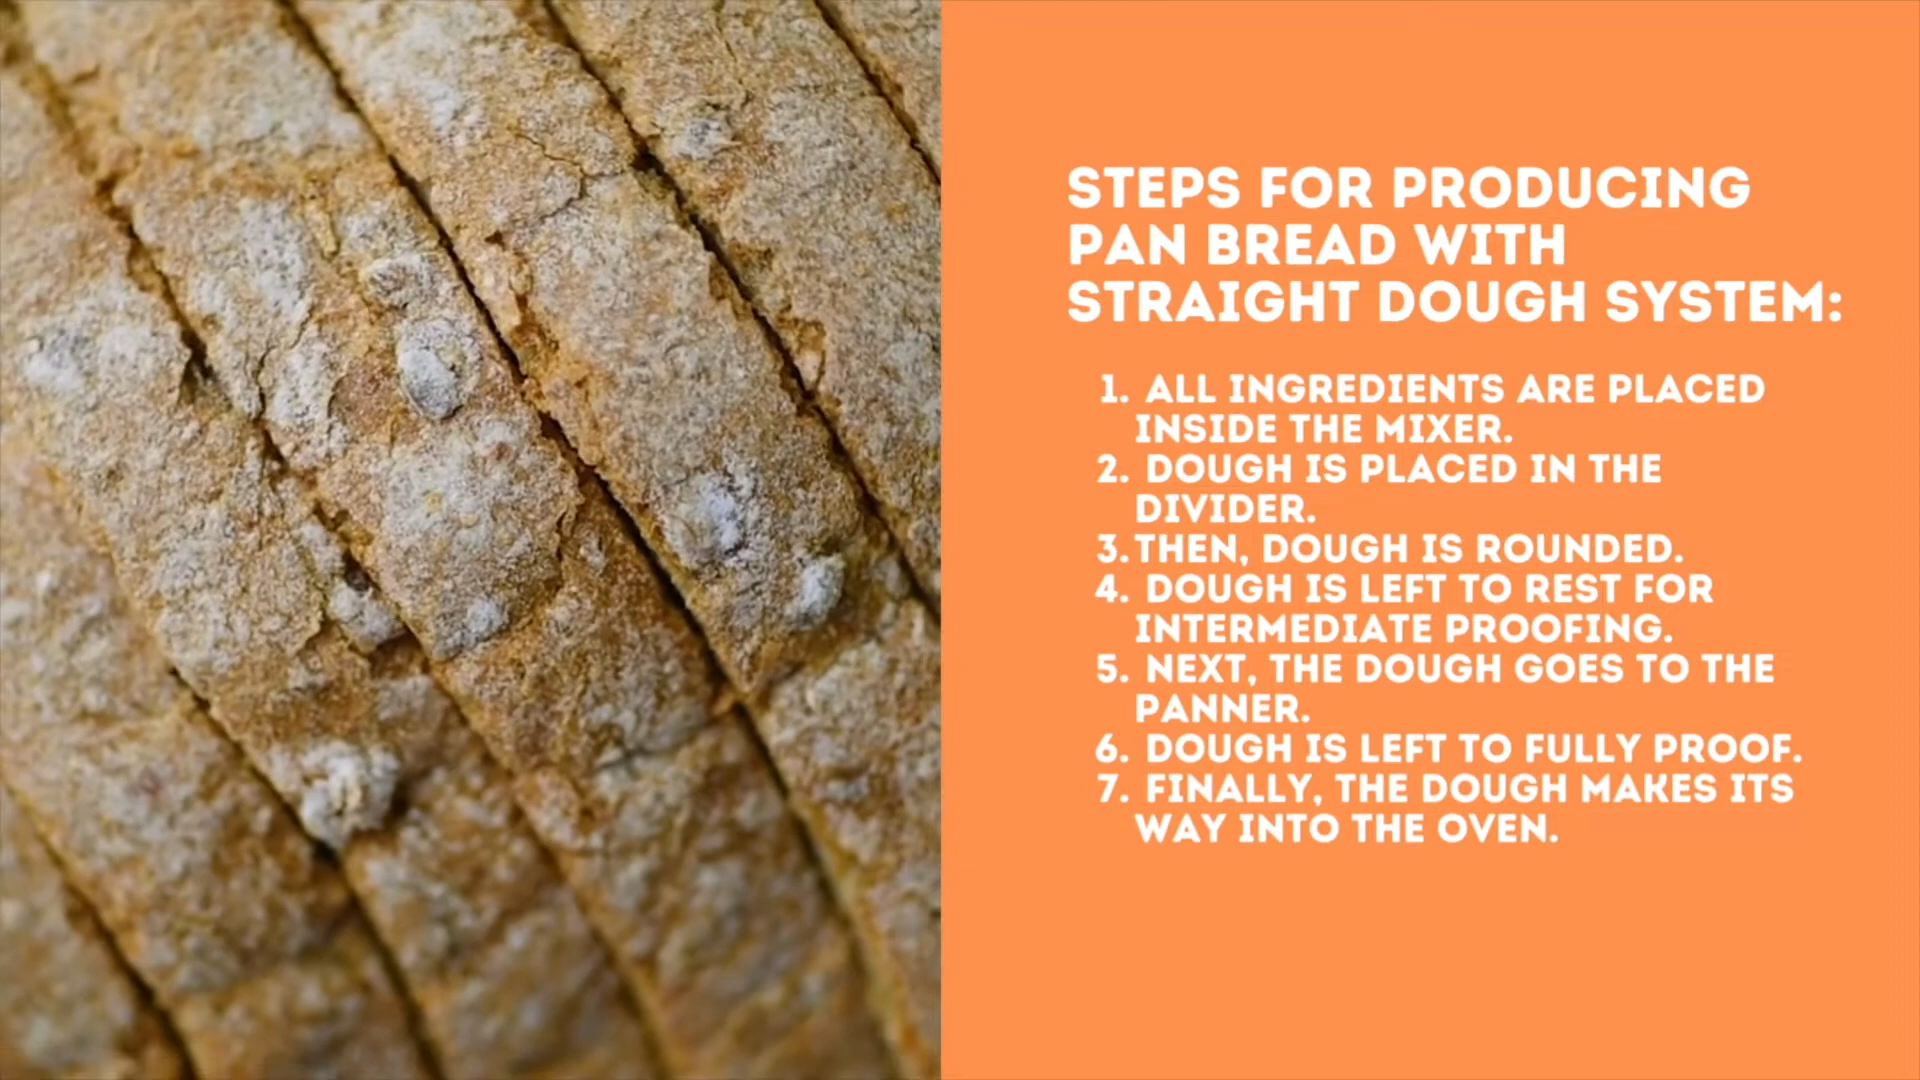 STEPS FOR PRODUCING
PAN BREAD WITH
STRAIGHT DOUGH SYSTEM:
1. ALL INGREDIENTS ARE PLACED
INSIDE THE MIXER.
2. DOUGH IS PLACED IN THE
DIVIDER.
3. THEN, DOUGH IS ROUNDED.
4. DOUGH IS LEFT TO REST FOR
INTERMEDIATE PROOFING.
5. NEXT, THE DOUGH GOES TO THE
PANNER.
6. DOUGH IS LEFT TO FULLY PROOF.
7. FINALLY, THE DOUGH MAKES ITS
WAY INTO THE OVEN.